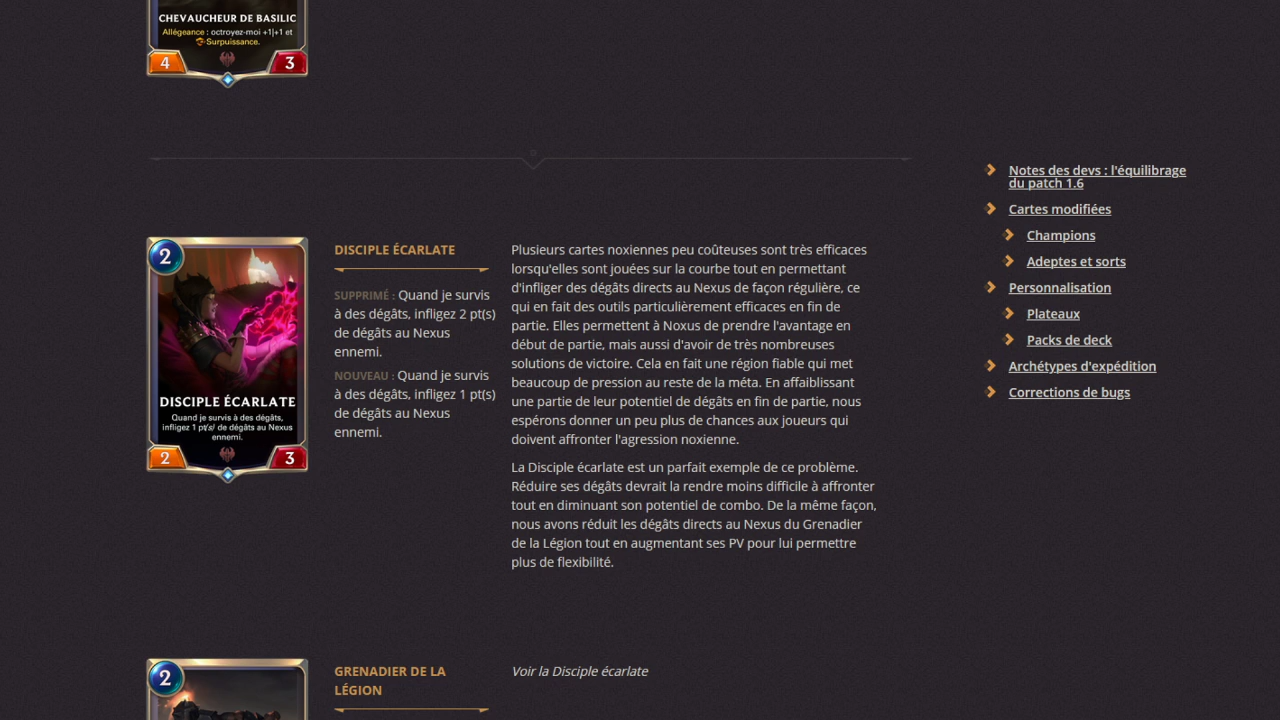 CHEVAUCHEUR DE BASILIC
Allégeance : octroyez-moi +1|+1 et
Surpuissance.
4
3
2
DISCIPLE ÉCARLATE
Quand je survis à des dégâts,
infligez 1 pt(s) de dégâts au Nexus
ennemi.
2
3
DISCIPLE ÉCARLATE
SUPPRIMÉ : Quand je survis
à des dégâts, infligez 2 pt(s)
de dégâts au Nexus
ennemi.
NOUVEAU : Quand je survis
à des dégâts, infligez 1 pt(s)
de dégâts au Nexus
ennemi.
Plusieurs cartes noxiennes peu coûteuses sont très efficaces
lorsqu'elles sont jouées sur la courbe tout en permettant
d'infliger des dégâts directs au Nexus de façon régulière, ce
qui en fait des outils particulièrement efficaces en fin de
partie. Elles permettent à Noxus de prendre l'avantage en
début de partie, mais aussi d'avoir de très nombreuses
solutions de victoire. Cela en fait une région fiable qui met
beaucoup de pression au reste de la méta. En affaiblissant
une partie de leur potentiel de dégâts en fin de partie, nous
espérons donner un peu plus de chances aux joueurs qui
doivent affronter l'agression noxienne.
La Disciple écarlate est un parfait exemple de ce problème.
Réduire ses dégâts devrait la rendre moins difficile à affronter
tout en diminuant son potentiel de combo. De la même façon,
nous avons réduit les dégâts directs au Nexus du Grenadier
de la Légion tout en augmentant ses PV pour lui permettre
plus de flexibilité.
2
GRENADIER DE LA
LÉGION
Voir la Disciple écarlate
Notes des devs : l'équilibrage
du patch 1.6
Cartes modifiées
Champions
Adeptes et sorts
Personnalisation
Plateaux
Packs de deck
Archétypes d'expédition
Corrections de bugs